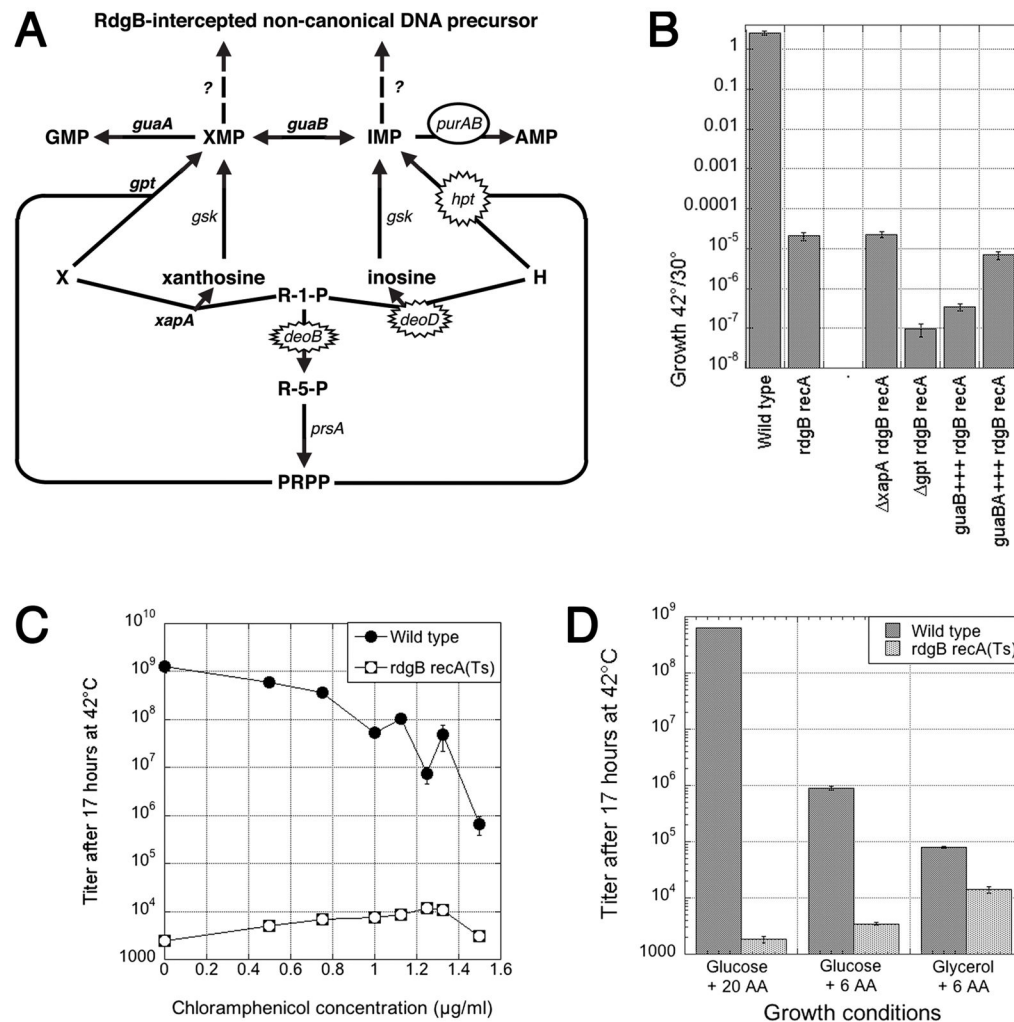 A
RdgB-intercepted non-canonical DNA precursor
? ?
GMP guaA XMP guaB IMP purAB AMP
gpt gsk gsk hpt
X xanthosine inosine H
R-1-P
xapA deoB deoD
R-5-P
prsA
PRPP
B
Growth 42°/30°
1
0.1
0.01
0.001
0.0001
10-5
10-6
10-7
10-8
Wild type
rdgB recA
.
ΔxapA rdgB recA
Δgpt rdgB recA
guaB+++ rdgB recA
guaBA+++ rdgB recA
C
Titer after 17 hours at 42°C
1010
109
108
107
106
105
104
1000
Wild type
rdgB recA(Ts)
0 0.2 0.4 0.6 0.8 1 1.2 1.4 1.6
Chloramphenicol concentration (μg/ml)
D
Titer after 17 hours at 42°C
109
108
107
106
105
104
1000
Wild type
rdgB recA(Ts)
Glucose Glucose Glycerol
+ 20 AA + 6 AA + 6 AA
Growth conditions